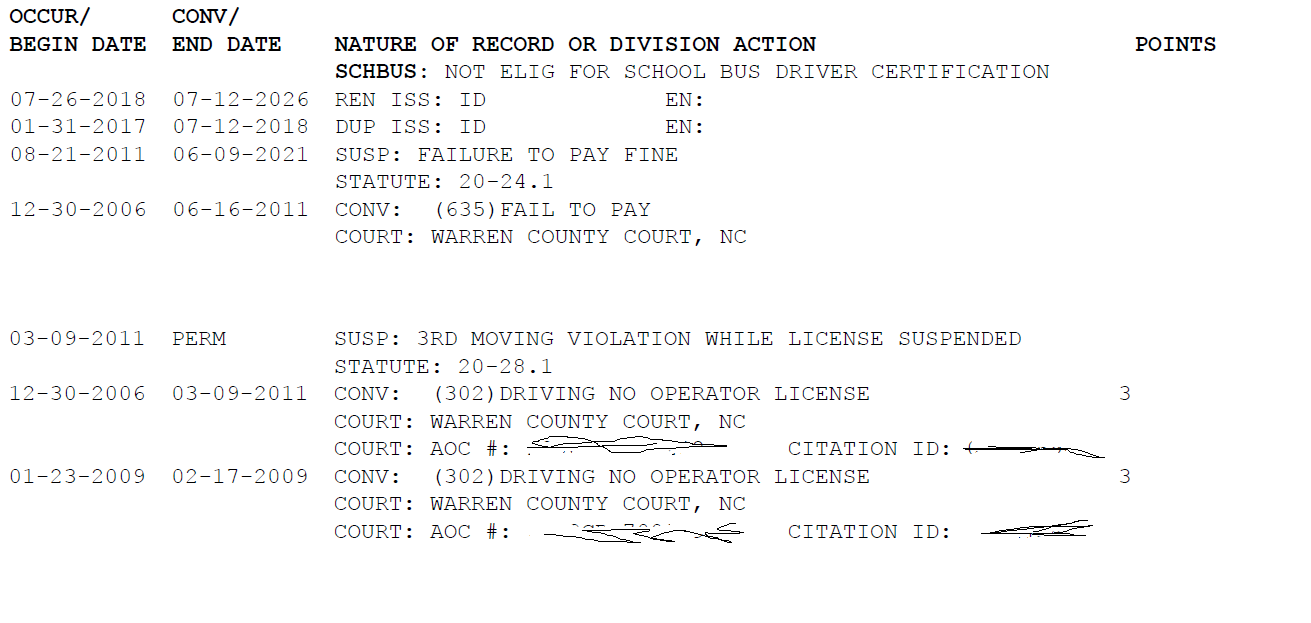 OCCUR/ CONV/
BEGIN DATE END DATE NATURE OF RECORD OR DIVISION ACTION POINTS
SCHBUS: NOT ELIG FOR SCHOOL BUS DRIVER CERTIFICATION
07-26-2018 07-12-2026 REN ISS: ID EN:
01-31-2017 07-12-2018 DUP ISS: ID EN:
08-21-2011 06-09-2021 SUSP: FAILURE TO PAY FINE
STATUTE: 20-24.1
12-30-2006 06-16-2011 CONV: (635)FAIL TO PAY
COURT: WARREN COUNTY COURT, NC
03-09-2011 PERM SUSP: 3RD MOVING VIOLATION WHILE LICENSE SUSPENDED
STATUTE: 20-28.1
12-30-2006 03-09-2011 CONV: (302)DRIVING NO OPERATOR LICENSE 3
COURT: WARREN COUNTY COURT, NC
COURT: AOC #: CITATION ID:
01-23-2009 02-17-2009 CONV: (302)DRIVING NO OPERATOR LICENSE 3
COURT: WARREN COUNTY COURT, NC
COURT: AOC #: CITATION ID: